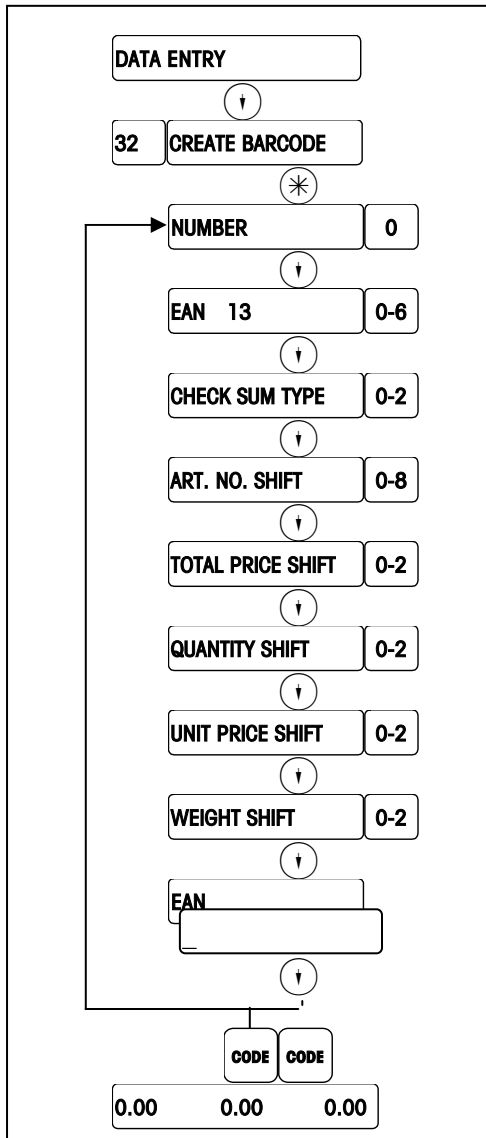 DATA ENTRY
32 CREATE BARCODE
NUMBER 0
EAN 13 0-6
CHECK SUM TYPE 0-2
ART. NO. SHIFT 0-8
TOTAL PRICE SHIFT 0-2
QUANTITY SHIFT 0-2
UNIT PRICE SHIFT 0-2
WEIGHT SHIFT 0-2
EAN
_
CODE CODE
0.00 0.00 0.00